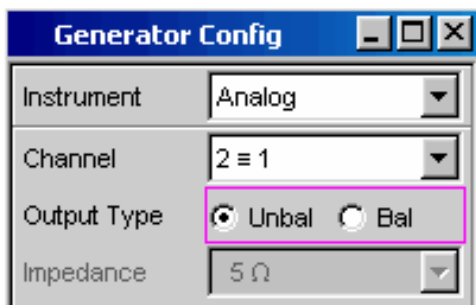 Generator Config
Instrument Analog
Channel 2 ≡ 1
Output Type Unbal Bal
Impedance 5 Ω